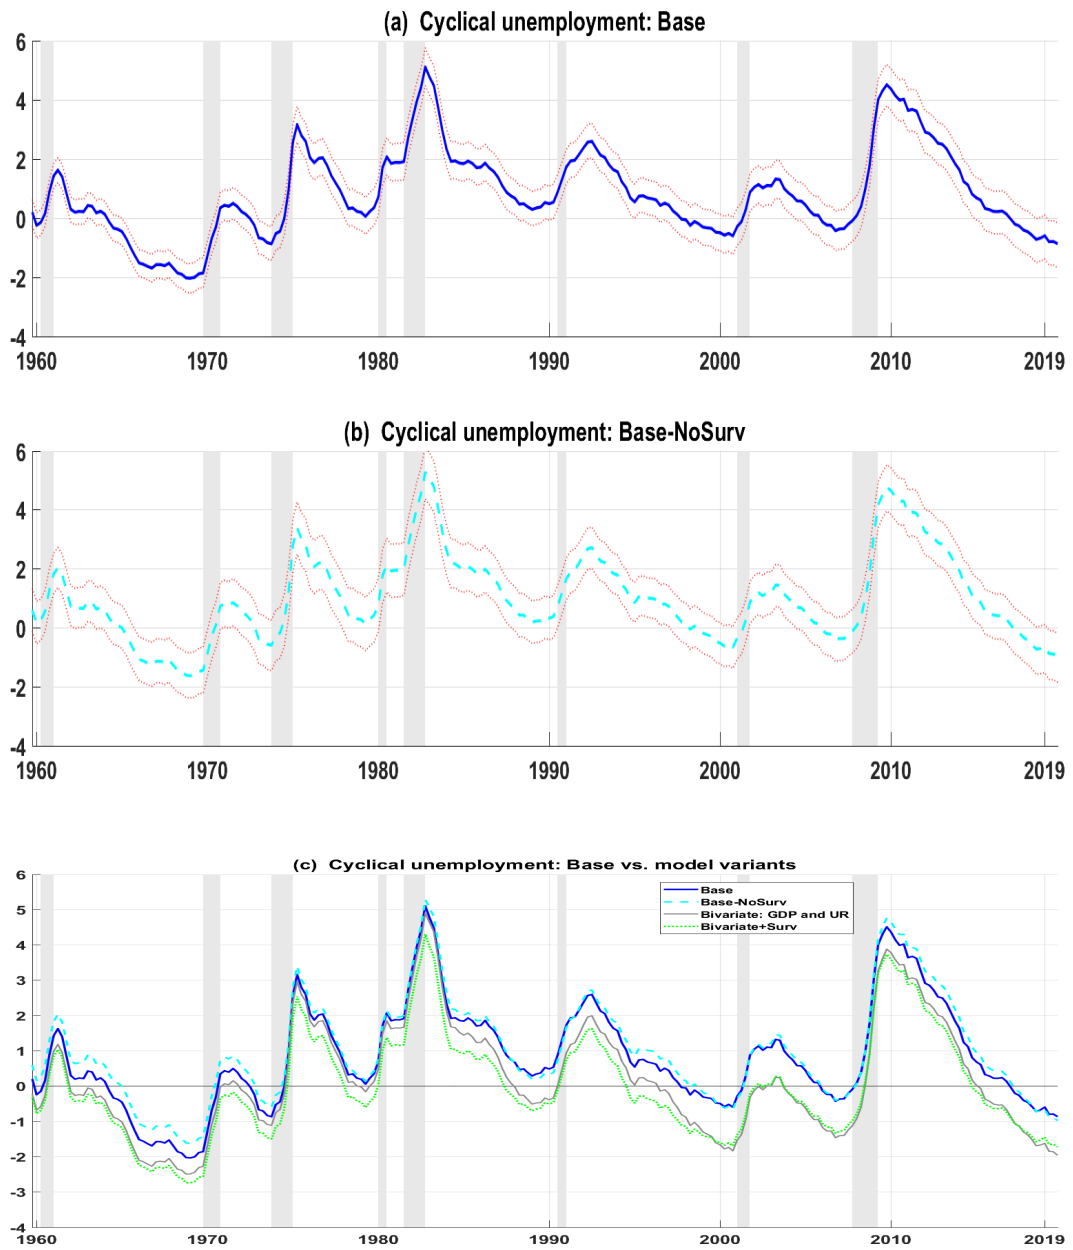 (a) Cyclical unemployment: Base
6
4
2
0
-2
-4
1960 1970 1980 1990 2000 2010 2019
(b) Cyclical unemployment: Base-NoSurv
6
4
2
0
-2
-4
1960 1970 1980 1990 2000 2010 2019
(c) Cyclical unemployment: Base vs. model variants
6
5
4
3
2
1
0
-1
-2
-3
-4
Base
Base-NoSurv
Bivariate: GDP and UR
Bivariate+Surv
1960 1970 1980 1990 2000 2010 2019